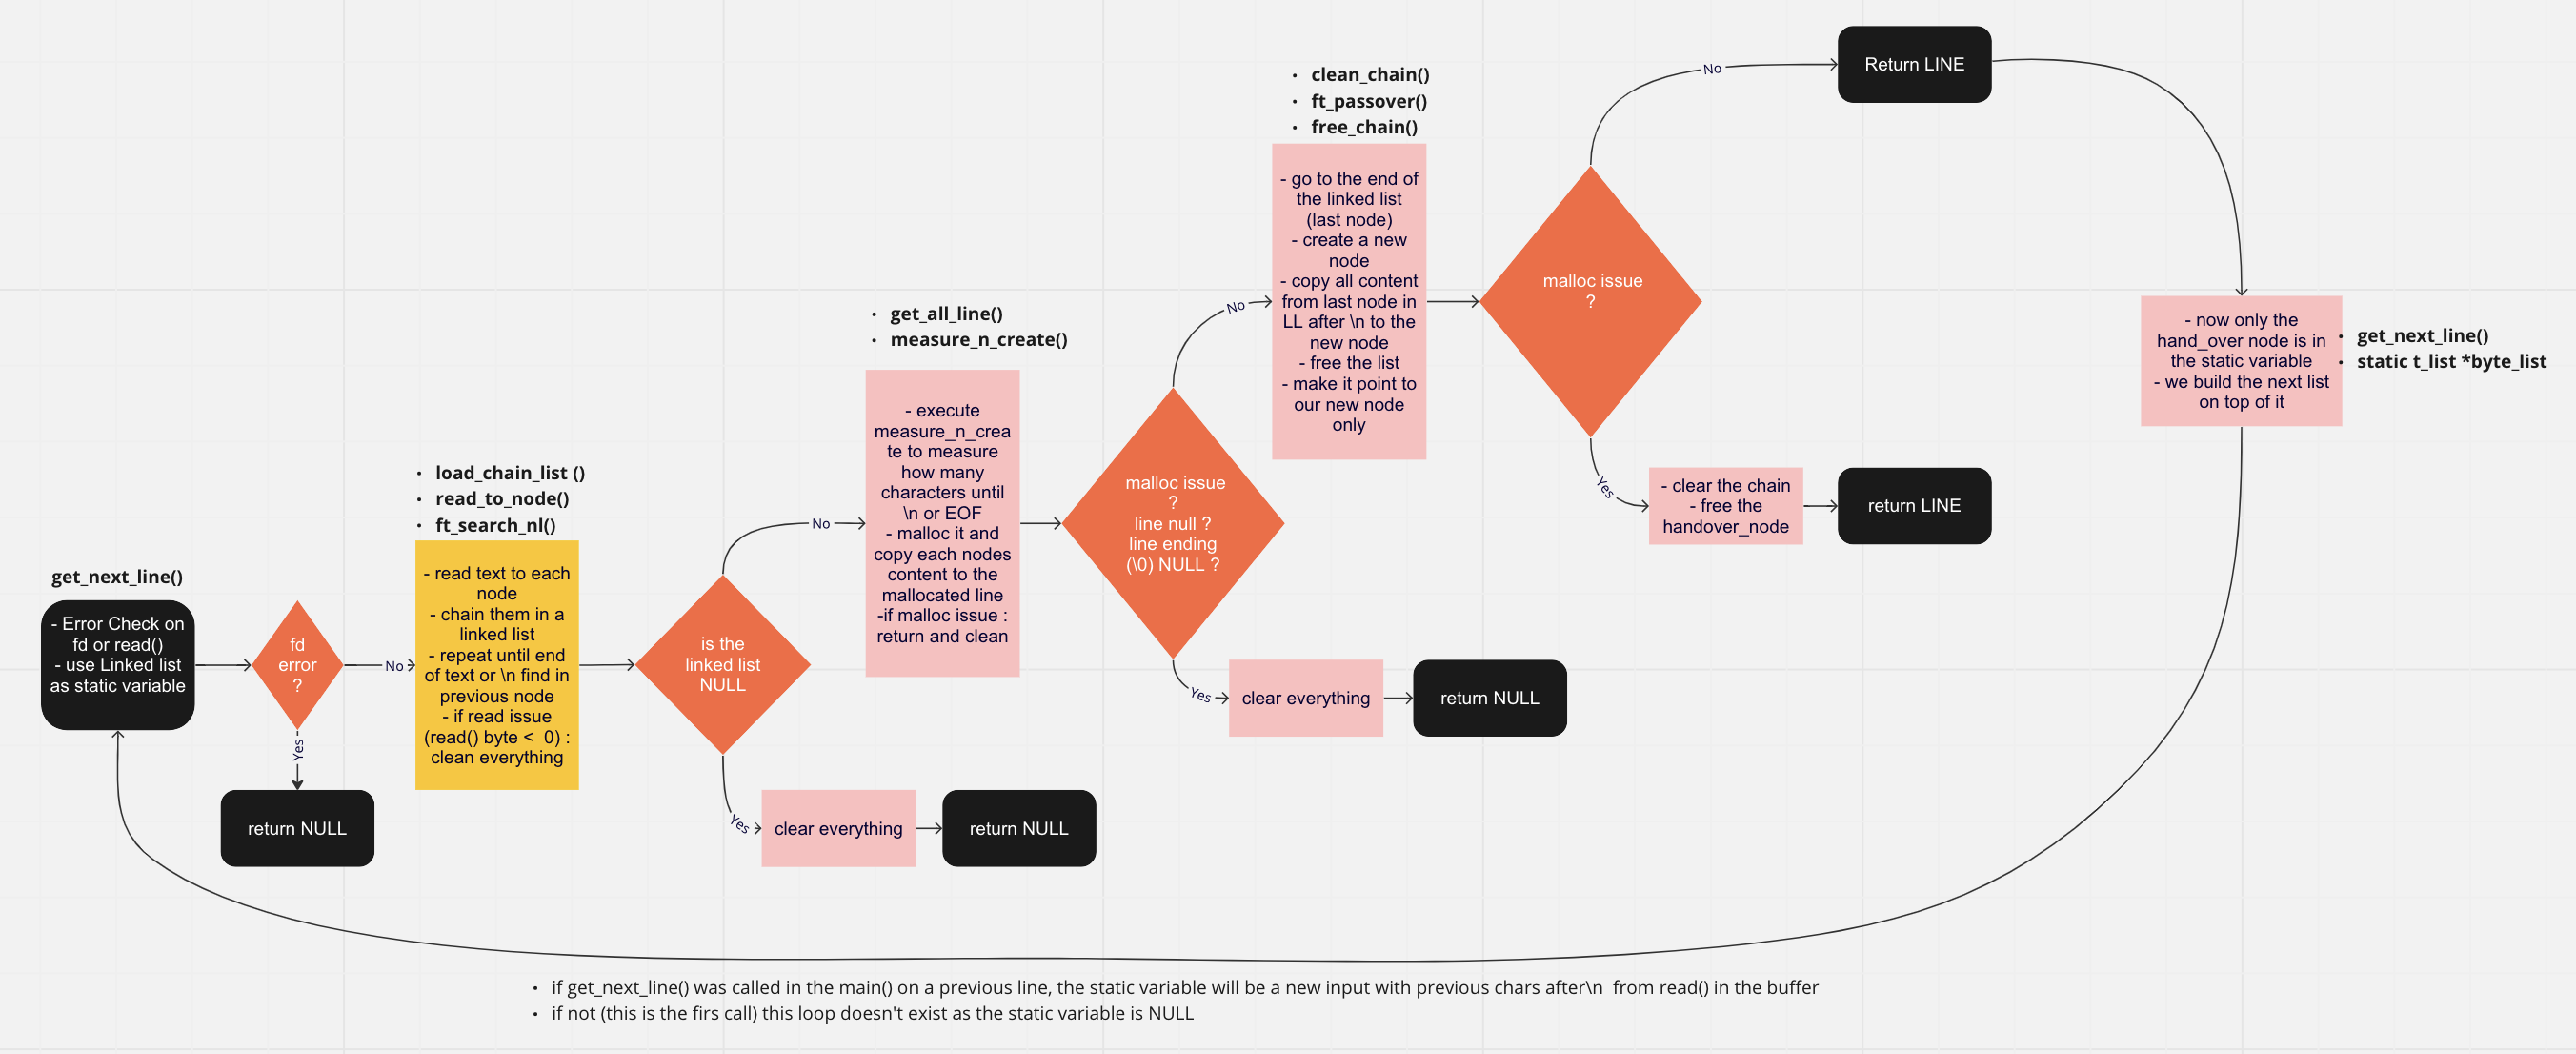 get_next_line()
- Error Check on
fd or read()
- use Linked list
as static variable
fd
error
?
No
Yes
return NULL
• load_chain_list ()
• read_to_node()
• ft_search_nl()
- read text to each
node
- chain them in a
linked list
- repeat until end
of text or \n find in
previous node
- if read issue
(read() byte <  0) :
clean everything
is the
linked list
NULL
No
Yes
clear everything
return NULL
• get_all_line()
• measure_n_create()
- execute
measure_n_crea
te to measure
how many
characters until
\n or EOF
- malloc it and
copy each nodes
content to the
mallocated line
-if malloc issue :
return and clean
malloc issue
?
line null ?
line ending
(\0) NULL ?
No
Yes
clear everything
return NULL
• clean_chain()
• ft_passover()
• free_chain()
- go to the end of
the linked list
(last node)
- create a new
node
- copy all content
from last node in
LL after \n to the
new node
- free the list
- make it point to
our new node
only
malloc issue
?
No
Return LINE
Yes
- clear the chain
- free the
handover_node
return LINE
- now only the
hand_over node is in
the static variable
- we build the next list
on top of it
• get_next_line()
• static t_list *byte_list
• if get_next_line() was called in the main() on a previous line, the static variable will be a new input with previous chars after\n  from read() in the buffer
• if not (this is the firs call) this loop doesn't exist as the static variable is NULL